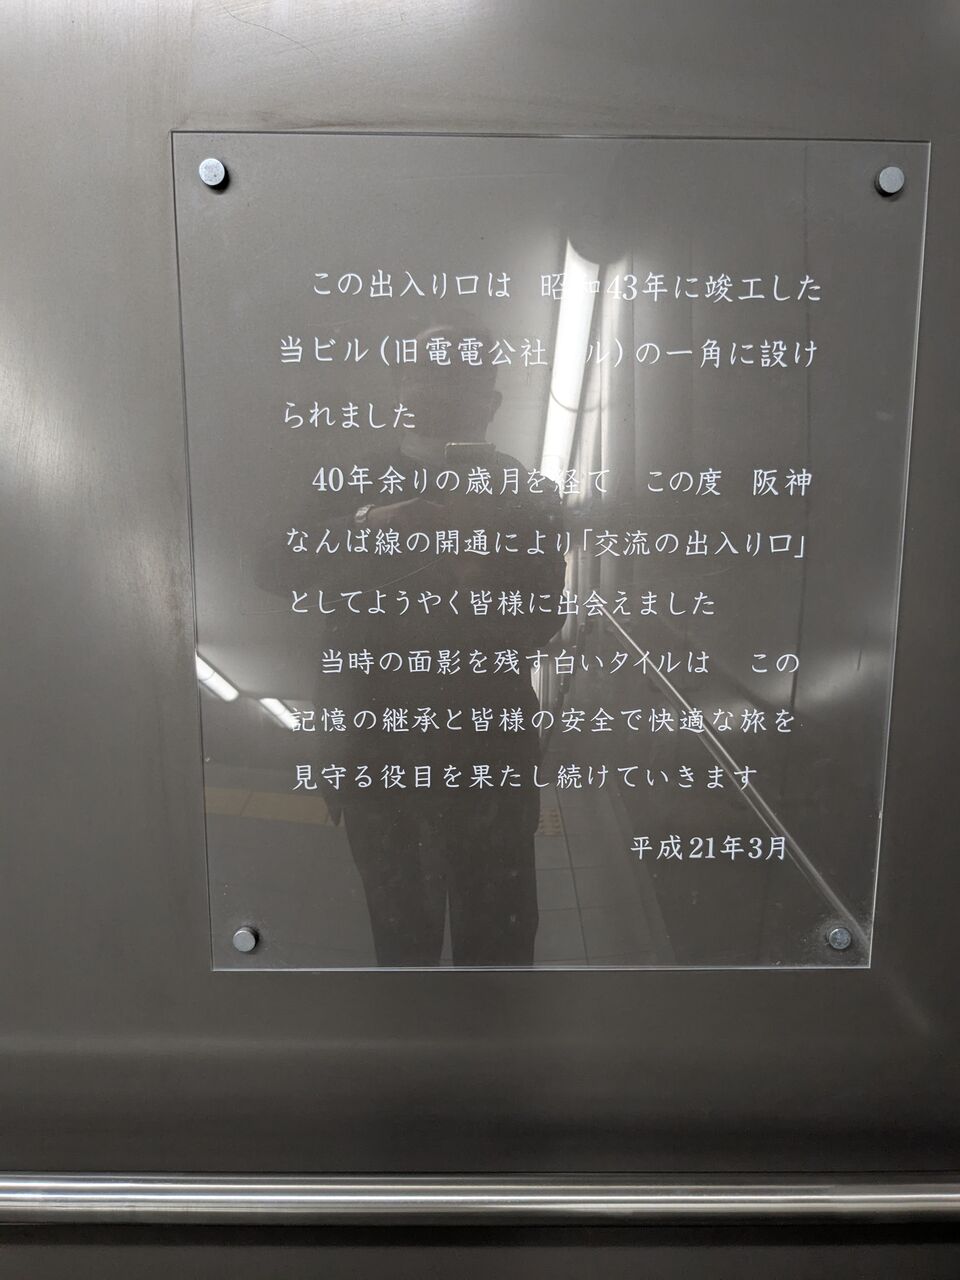 この出入り口は　昭和43年に竣工した
当ビル(旧電電公社　ル)の一角に設け
られました
40年余りの歳月を経て　この度　阪神
なんば線の開通により「交流の出入り口」
としてようやく皆様に出会えました
当時の面影を残す白いタイルは　この
記憶の継承と皆様の安全で快適な旅を
見守る役目を果たし続けていきます
平成21年3月